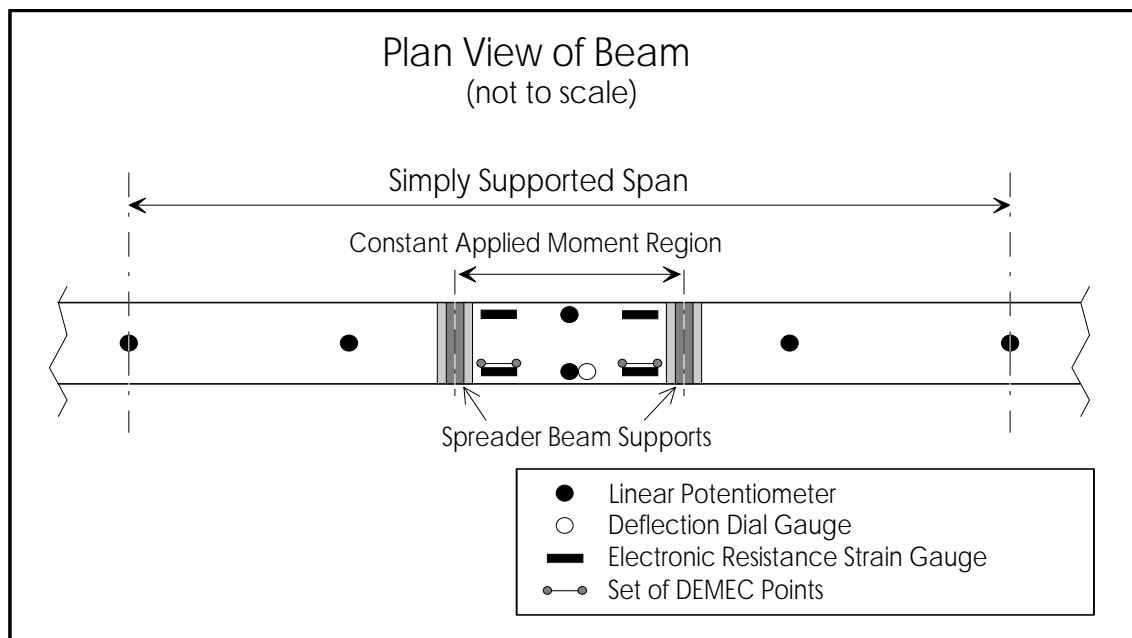 Plan View of Beam
(not to scale)
Simply Supported Span
Constant Applied Moment Region
Spreader Beam Supports
Linear Potentiometer
Deflection Dial Gauge
Electronic Resistance Strain Gauge
Set of DEMEC Points